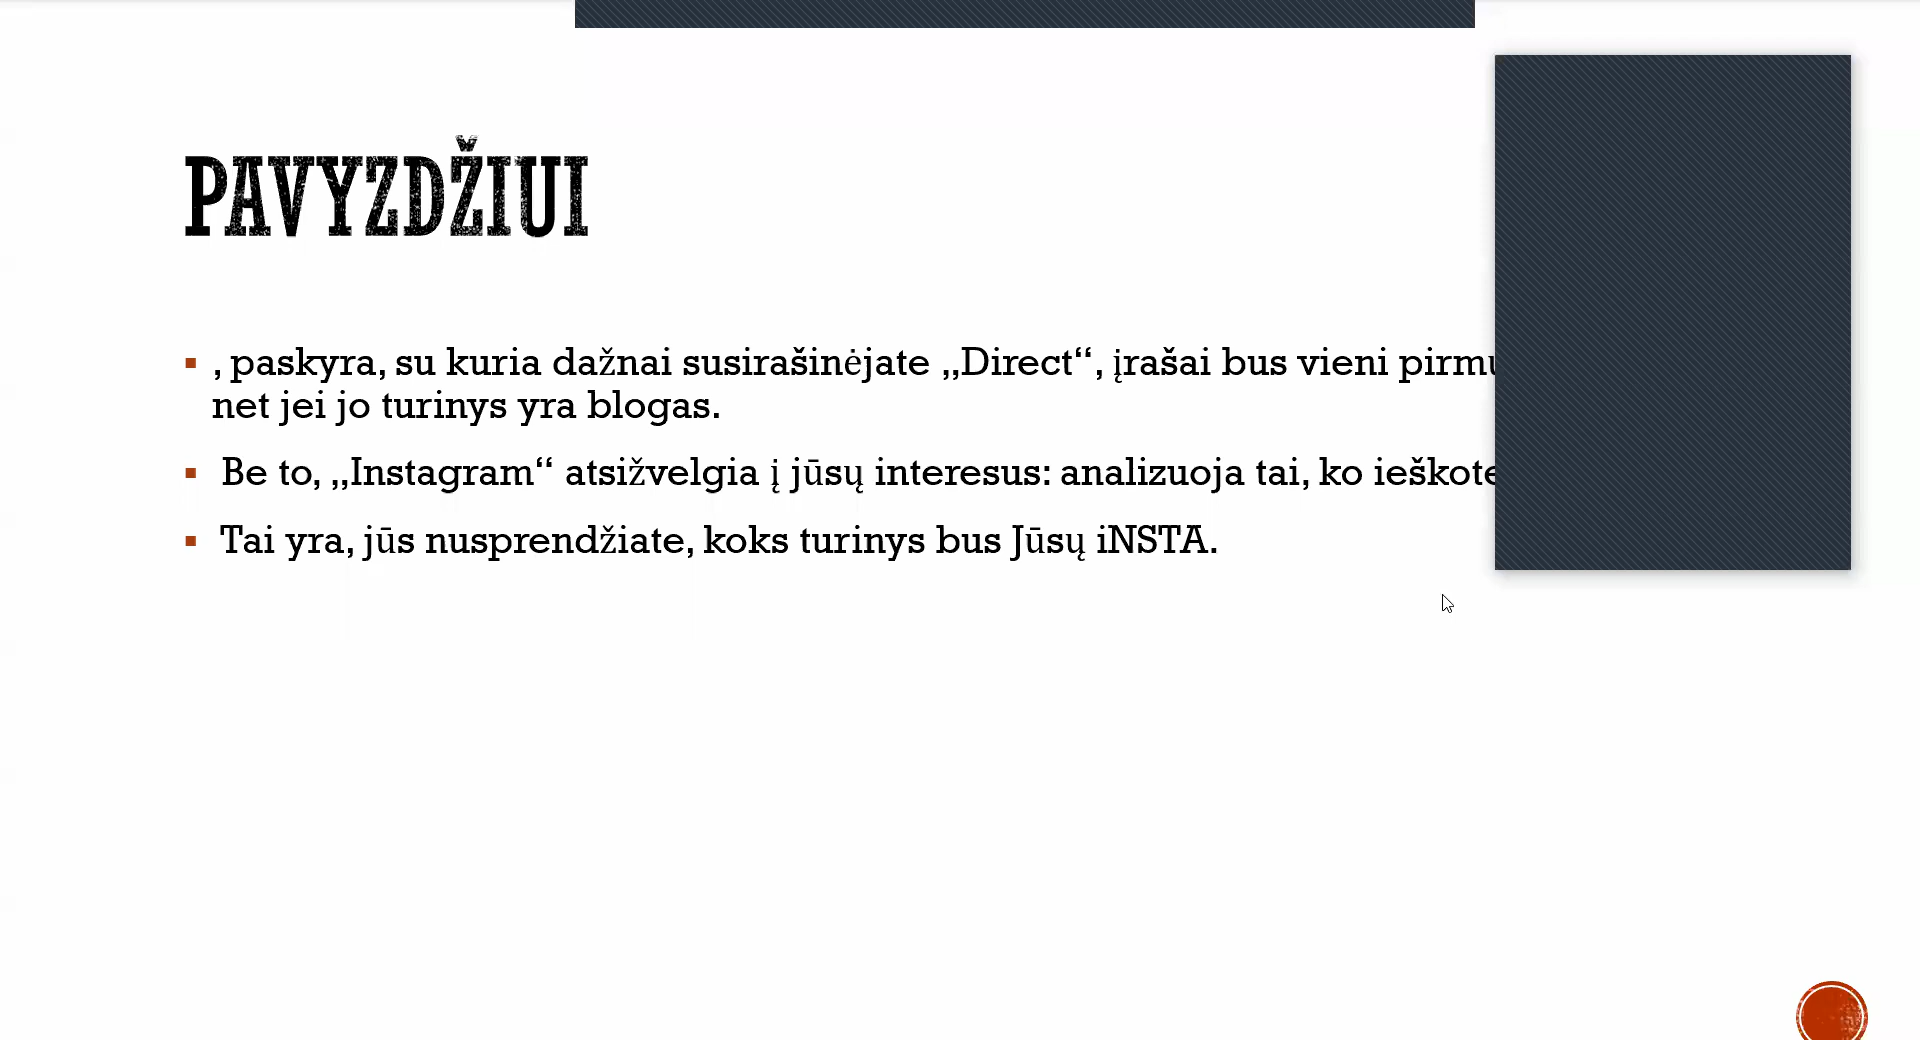 PAVYZDŽIUI
, paskyra, su kuria dažnai susirašinėjate „Direct“, įrašai bus vieni
net jei jo turinys yra blogas.
Be to, „Instagram“ atsižvelgia į jūsų interesus: analizuoja tai, ko ieškote
Tai yra, jūs nusprendžiate, koks turinys bus Jūsų iNSTA.